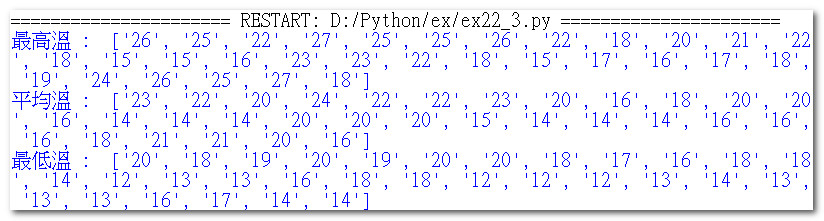 ====================== RESTART: D:/Python/ex/ex22_3.py ======================
最高溫 :  ['26', '25', '22', '27', '25', '25', '25', '26', '22', '18', '20', '21', '22
', '18', '15', '15', '16', '23', '23', '22', '18', '15', '17', '16', '17', '18',
'19', '24', '26', '25', '27', '18']
平均溫 :  ['23', '22', '20', '24', '22', '22', '23', '20', '16', '18', '20', '20
', '16', '14', '14', '14', '20', '20', '20', '15', '14', '14', '14', '16', '16',
'16', '18', '21', '21', '20', '16']
最低溫 :  ['20', '18', '19', '20', '19', '20', '20', '18', '17', '16', '18', '18
', '14', '12', '13', '13', '16', '18', '18', '12', '12', '12', '13', '14', '13',
'13', '13', '16', '17', '14', '14']